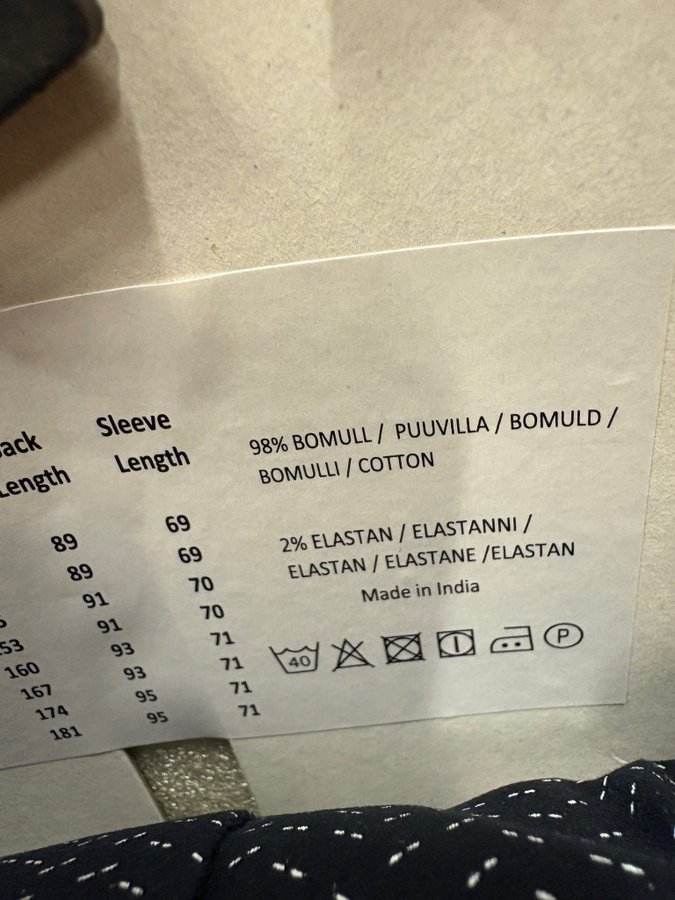 Sleeve
Length Length
89 69
89 69
91 70
91 70
93 71
160 93 71
167 95 71
174 95 71
181
98% BOMULL / PUUVILLA / BOMULD /
BOMULLI / COTTON
2% ELASTAN / ELASTANNI /
ELASTAN / ELASTANE /ELASTAN
Made in India
40
P